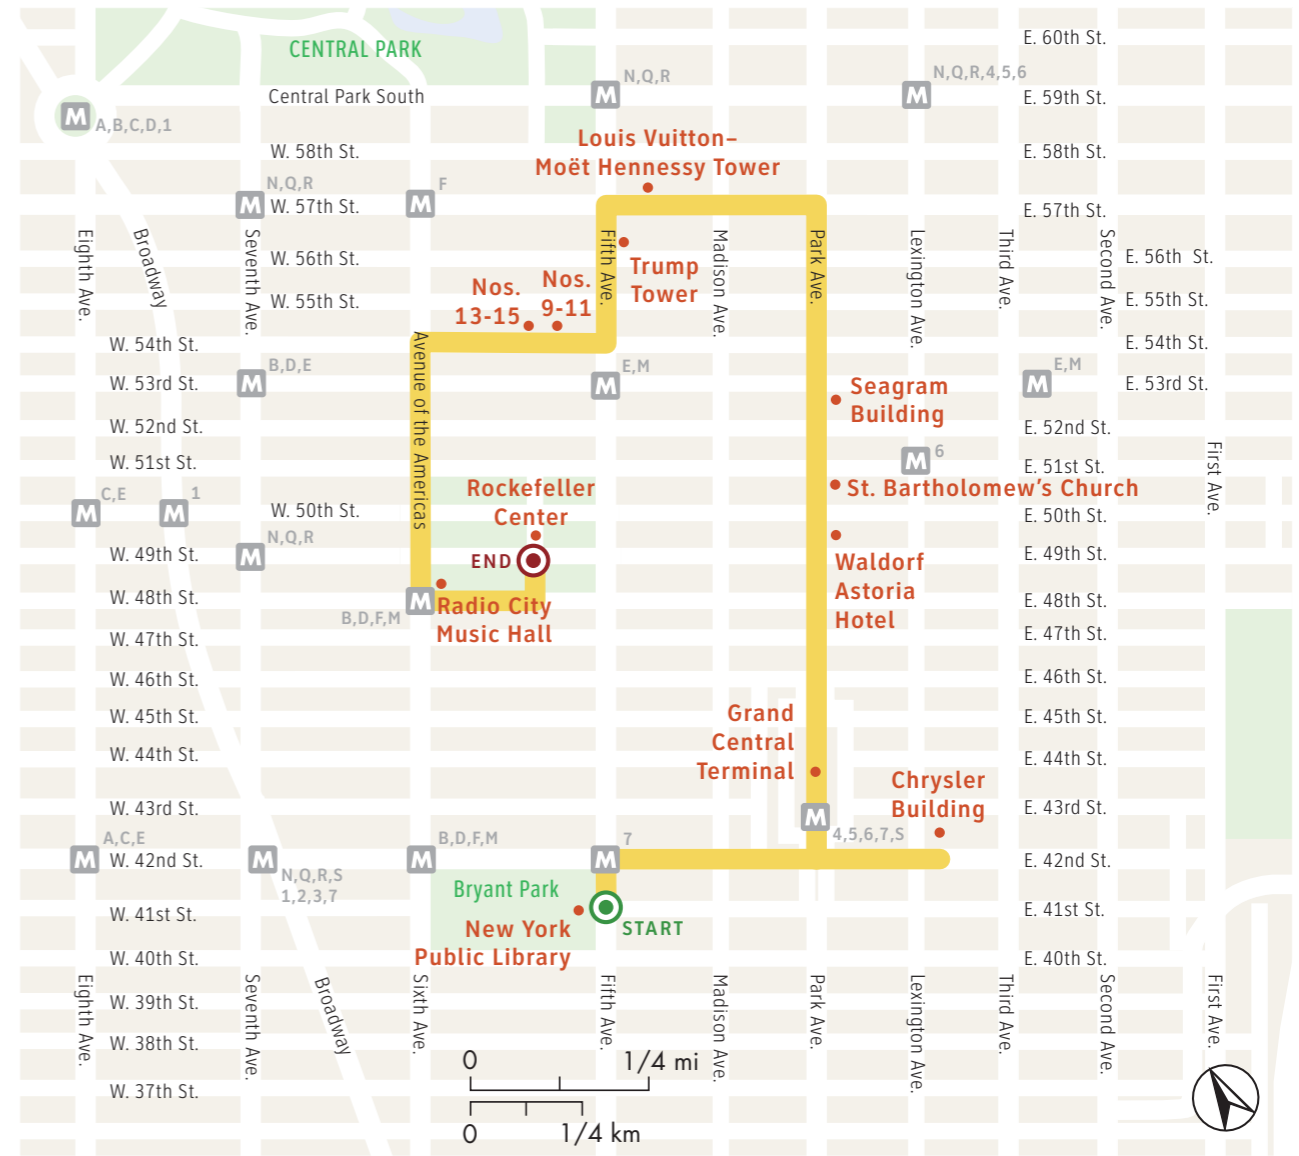 CENTRAL PARK
E. 60th St.
N,Q,R
N,Q,R,4,5,6
Central Park South
M
M
E. 59th St.
M
A,B,C,D,1
Louis Vuitton–
Moët Hennessy Tower
W. 58th St.
E. 58th St.
N,Q,R
F
M
W. 57th St.
M
E. 57th St.
Eighth Ave.
Broadway
Seventh Ave.
Fifth Ave.
Madison Ave.
Park Ave.
Lexington Ave.
Third Ave.
Second Ave.
W. 56th St.
E. 56th St.
Trump
Tower
Nos.
13-15
Nos.
9-11
W. 55th St.
E. 55th St.
W. 54th St.
E. 54th St.
Avenue of the Americas
B,D,E
E,M
E,M
W. 53rd St.
M
M
M
E. 53rd St.
Seagram
Building
W. 52nd St.
E. 52nd St.
W. 51st St.
M
6
E. 51st St.
First Ave.
C,E
1
Rockefeller
Center
St. Bartholomew’s Church
M
M
W. 50th St.
E. 50th St.
N,Q,R
W. 49th St.
M
END
E. 49th St.
Waldorf
Astoria
Hotel
W. 48th St.
M
B,D,F,M
Radio City
Music Hall
E. 48th St.
W. 47th St.
E. 47th St.
W. 46th St.
E. 46th St.
W. 45th St.
E. 45th St.
Grand
Central
Terminal
W. 44th St.
E. 44th St.
Chrysler
Building
W. 43rd St.
E. 43rd St.
M
4,5,6,7,S
A,C,E
B,D,F,M
7
M
W. 42nd St.
M
M
M
E. 42nd St.
N,Q,R,S
1,2,3,7
Bryant Park
W. 41st St.
E. 41st St.
New York
Public Library
START
W. 40th St.
E. 40th St.
Eighth Ave.
Seventh Ave.
Broadway
Sixth Ave.
Fifth Ave.
Madison Ave.
Park Ave.
Lexington Ave.
Third Ave.
Second Ave.
First Ave.
W. 39th St.
W. 38th St.
W. 37th St.
0
1/4 mi
0
1/4 km